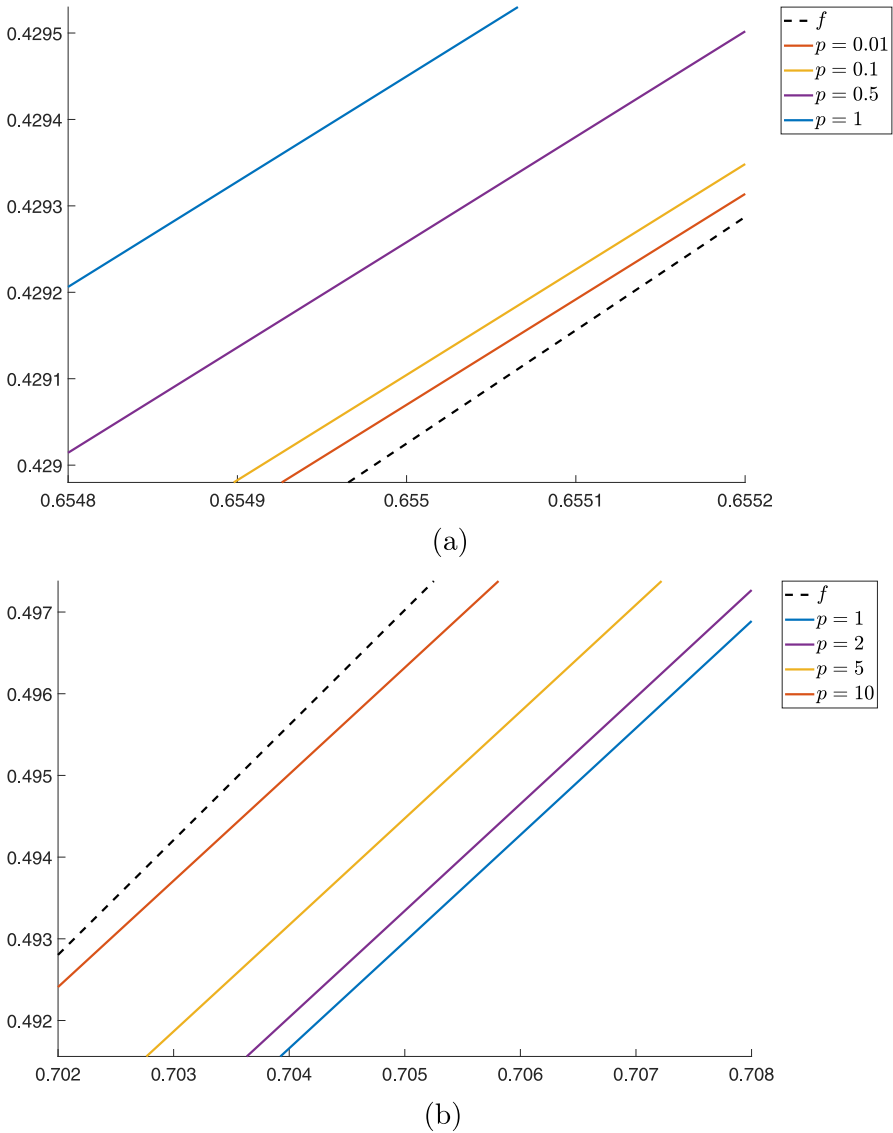 0.4295
0.4294
0.4293
0.4292
0.4291
0.429
0.6548 0.6549 0.655 0.6551 0.6552
f
p = 0.01
p = 0.1
p = 0.5
p = 1
(a)
0.497
0.496
0.495
0.494
0.493
0.492
0.702 0.703 0.704 0.705 0.706 0.707 0.708
f
p = 1
p = 2
p = 5
p = 10
(b)